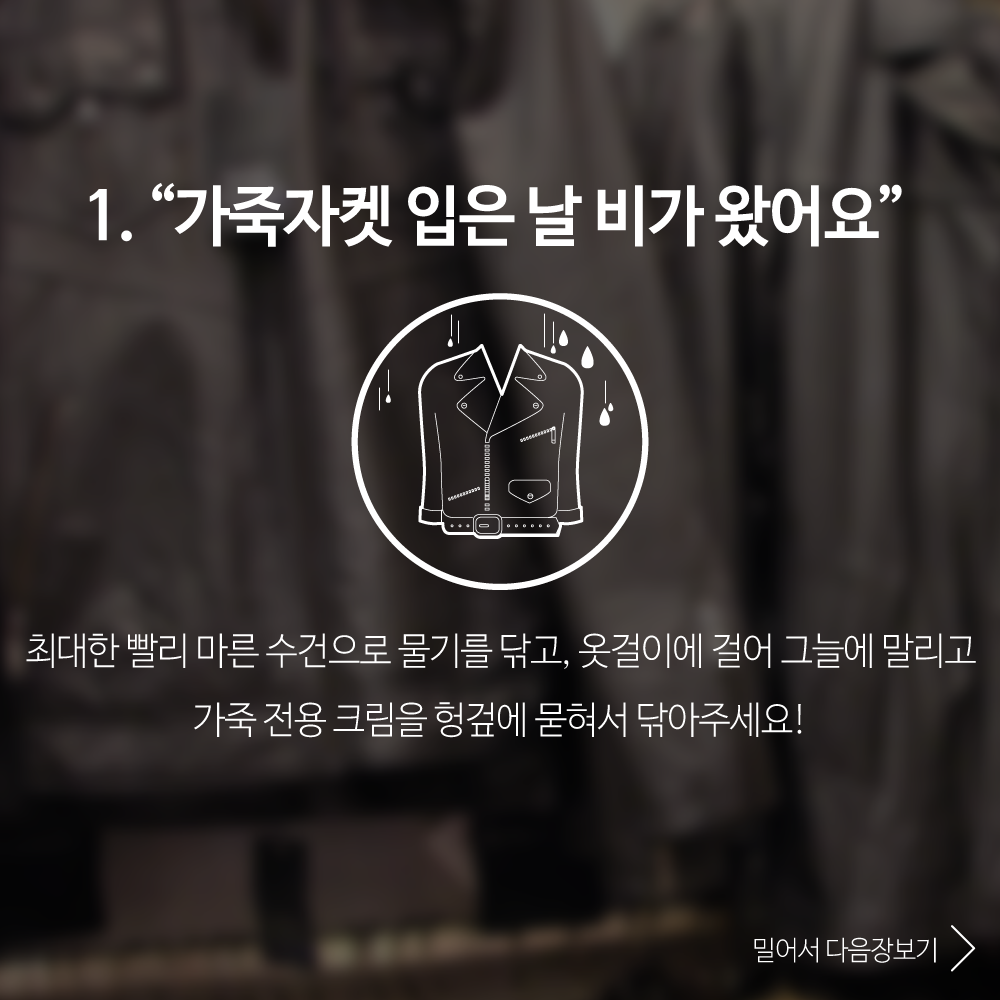 1. “가죽자켓 입은 날 비가 왔어요”
최대한 빨리 마른 수건으로 물기를 닦고, 옷걸이에 걸어 그늘에 말리고
가죽 전용 크림을 헝겊에 묻혀서 닦아주세요!
밀어서 다음장보기